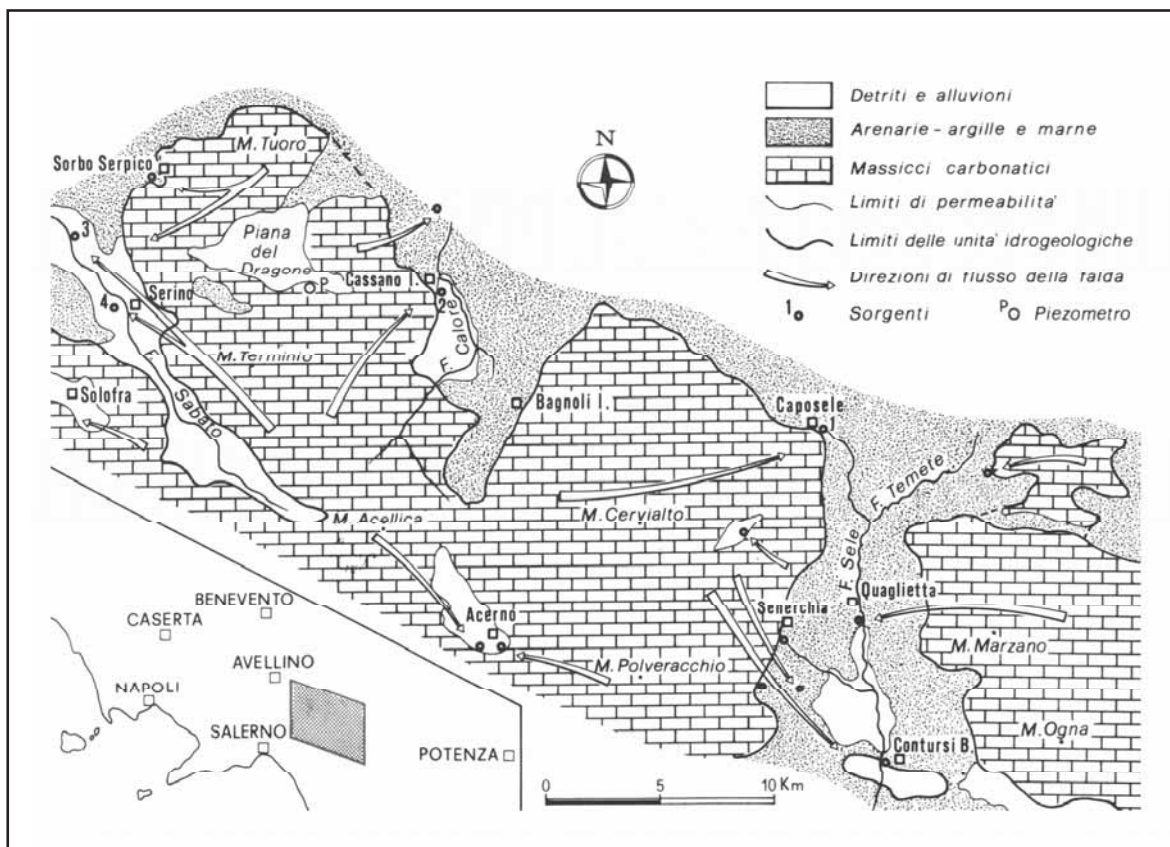 Detriti e alluvioni
Arenarie - argille e marne
Massicci carbonatici
Limiti di permeabilita'
Limiti delle unita' idrogeologiche
Direzioni di flusso della falda
1 Sorgenti
P Piezometro
N
M. Tuoro
Sorbo Serpico
3
Piana
del
Dragone
P
Cassano I.
2
4
Serino
F. Calore
M. Terminio
Solofra
Sabato
Bagnoli I.
Caposele
1
F. Temete
M. Acellica
M. Cervialto
F. Sele
Quaglietta
Senerchia
Acerno
M. Polveracchio
M. Marzano
M. Ogna
Contursi B.
BENEVENTO
CASERTA
AVELLINO
NAPOLI
SALERNO
POTENZA
0 5 10 Km